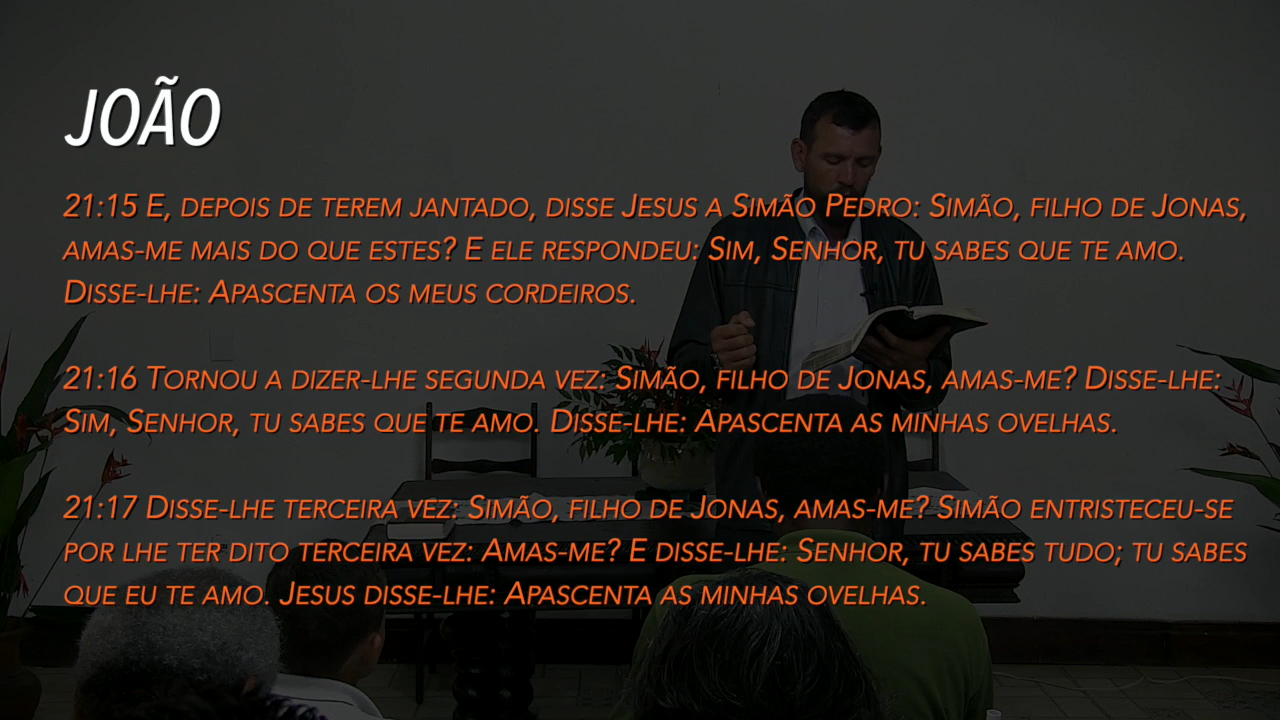 JOÃO
21:15 E, DEPOIS DE TEREM JANTADO, DISSE JESUS A SIMÃO PEDRO: SIMÃO, FILHO DE JONAS,
AMAS-ME MAIS DO QUE ESTES? E ELE RESPONDEU: SIM, SENHOR, TU SABES QUE TE AMO.
DISSE-LHE: APASCENTA OS MEUS CORDEIROS.
21:16 TORNOU A DIZER-LHE SEGUNDA VEZ: SIMÃO, FILHO DE JONAS, AMAS-ME? DISSE-LHE:
SIM, SENHOR, TU SABES QUE TE AMO. DISSE-LHE: APASCENTA AS MINHAS OVELHAS.
21:17 DISSE-LHE TERCEIRA VEZ: SIMÃO, FILHO DE JONAS, AMAS-ME? SIMÃO ENTRISTECEU-SE
POR LHE TER DITO TERCEIRA VEZ: AMAS-ME? E DISSE-LHE: SENHOR, TU SABES TUDO; TU SABES
QUE EU TE AMO. JESUS DISSE-LHE: APASCENTA AS MINHAS OVELHAS.